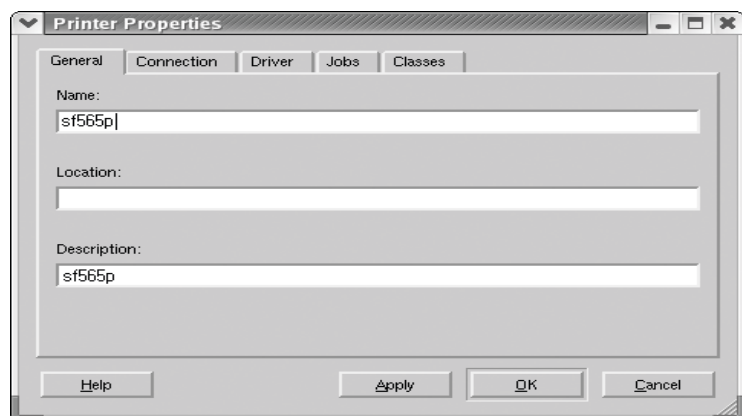 Printer Properties
General Connection Driver Jobs Classes
Name:
sf565p
Location:
Description:
sf565p
Help Apply OK Cancel